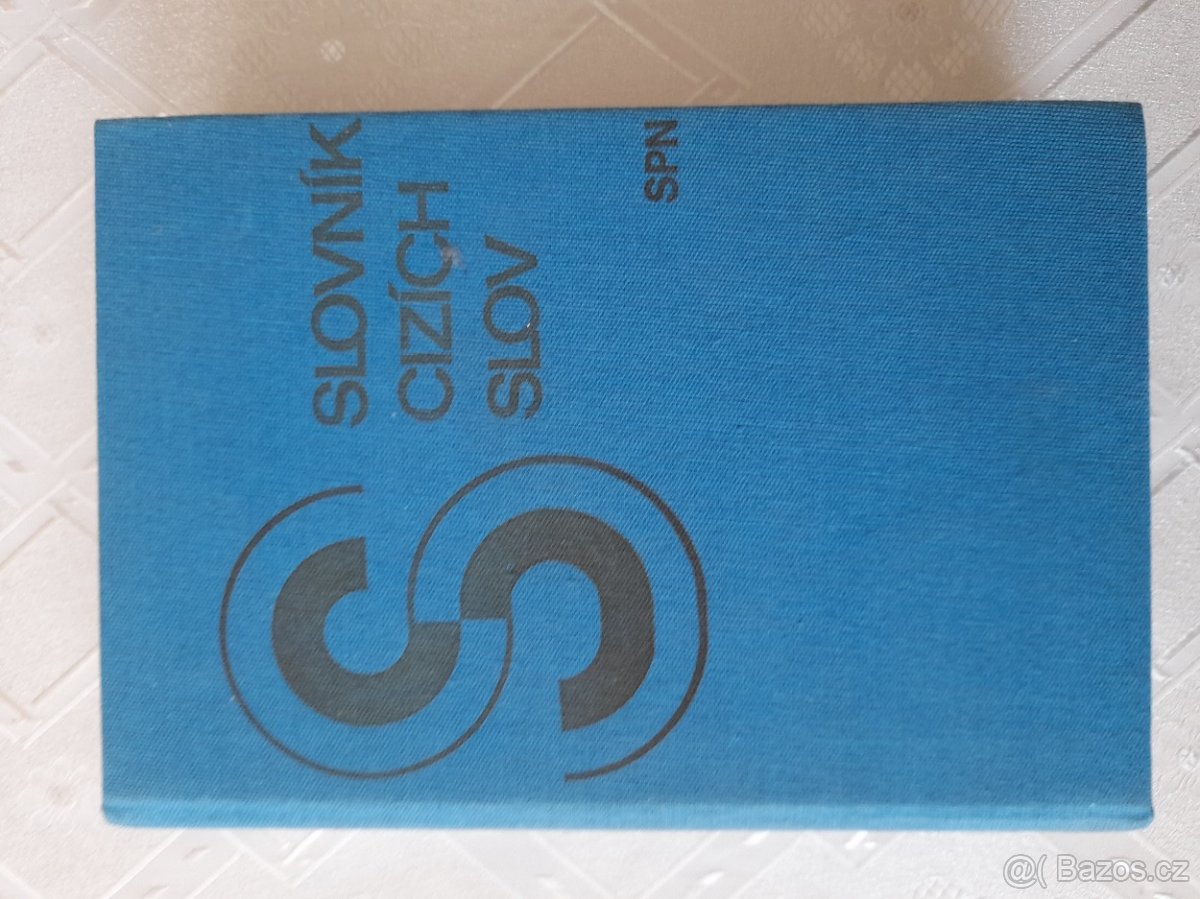 SLOVNÍK
CIZÍCH
SLOV
SPN
@( Bazos.cz